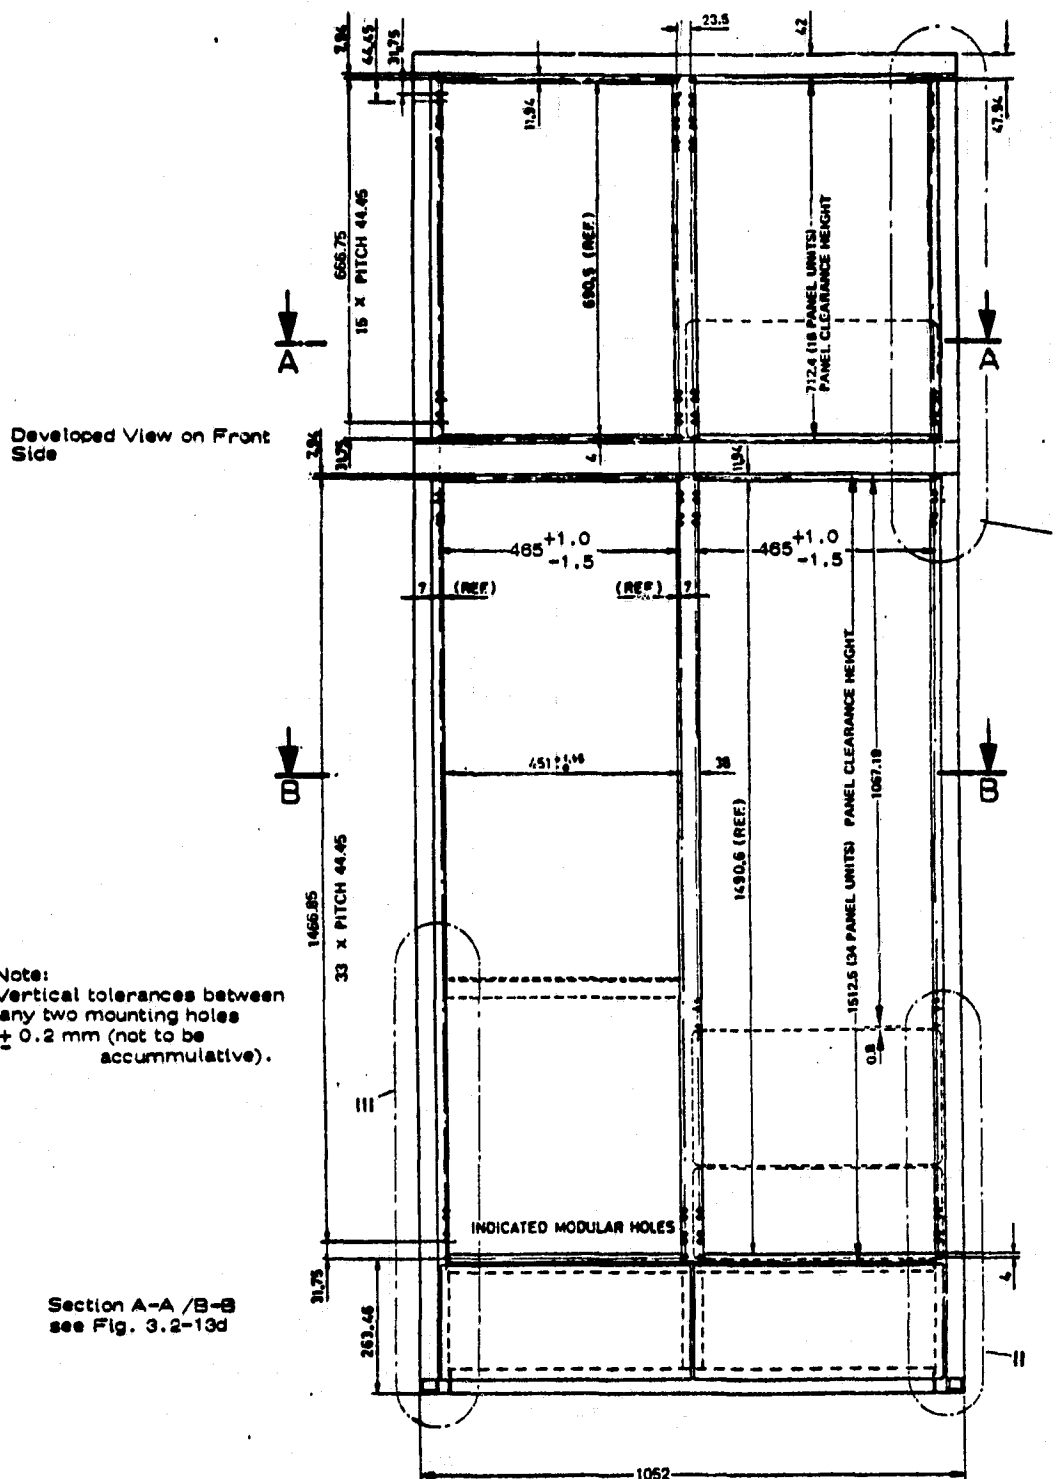 23.5
42
7.94
44.45
31.75
11.94
47.94
666.75
15 X PITCH 44.45
690.5 (REF.)
712.4 (16 PANEL UNITS)
PANEL CLEARANCE HEIGHT
A
A
Developed View on Front
Side
7.94
31.75
4
11.94
465 +1.0
-1.5
465 +1.0
-1.5
7 (REF.)
(REF.) 7
B
B
451
38
1466.85
33 X PITCH 44.45
1490.6 (REF.)
1512.5 (34 PANEL UNITS) PANEL CLEARANCE HEIGHT
1067.19
0.8
Note:
Vertical tolerances between
any two mounting holes
± 0.2 mm (not to be
accummulative).
III
INDICATED MODULAR HOLES
31.75
4
Section A-A /B-B
see Fig. 3.2-13d
263.46
II
1052